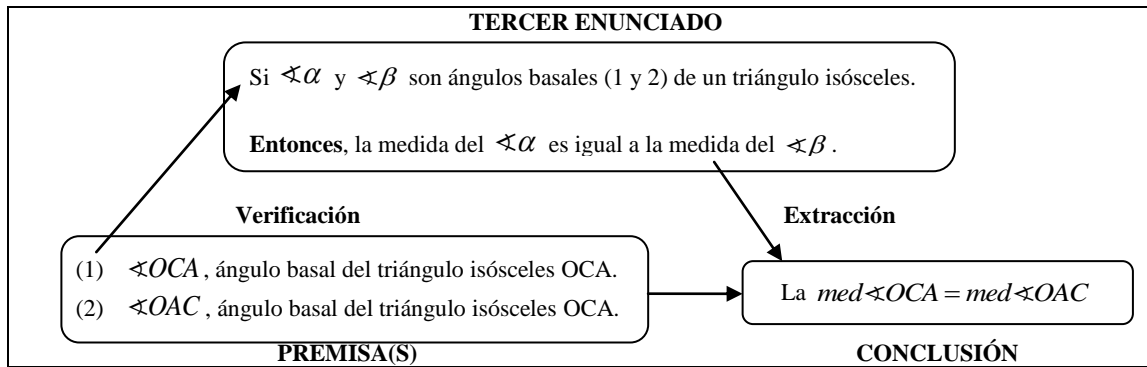 TERCER ENUNCIADO
Si ∢α y ∢β son ángulos basales (1 y 2) de un triángulo isósceles.
Entonces, la medida del ∢α es igual a la medida del ∢β.
Verificación
Extracción
(1) ∢OCA, ángulo basal del triángulo isósceles OCA.
(2) ∢OAC, ángulo basal del triángulo isósceles OCA.
La med∢OCA = med∢OAC
PREMISA(S)
CONCLUSIÓN